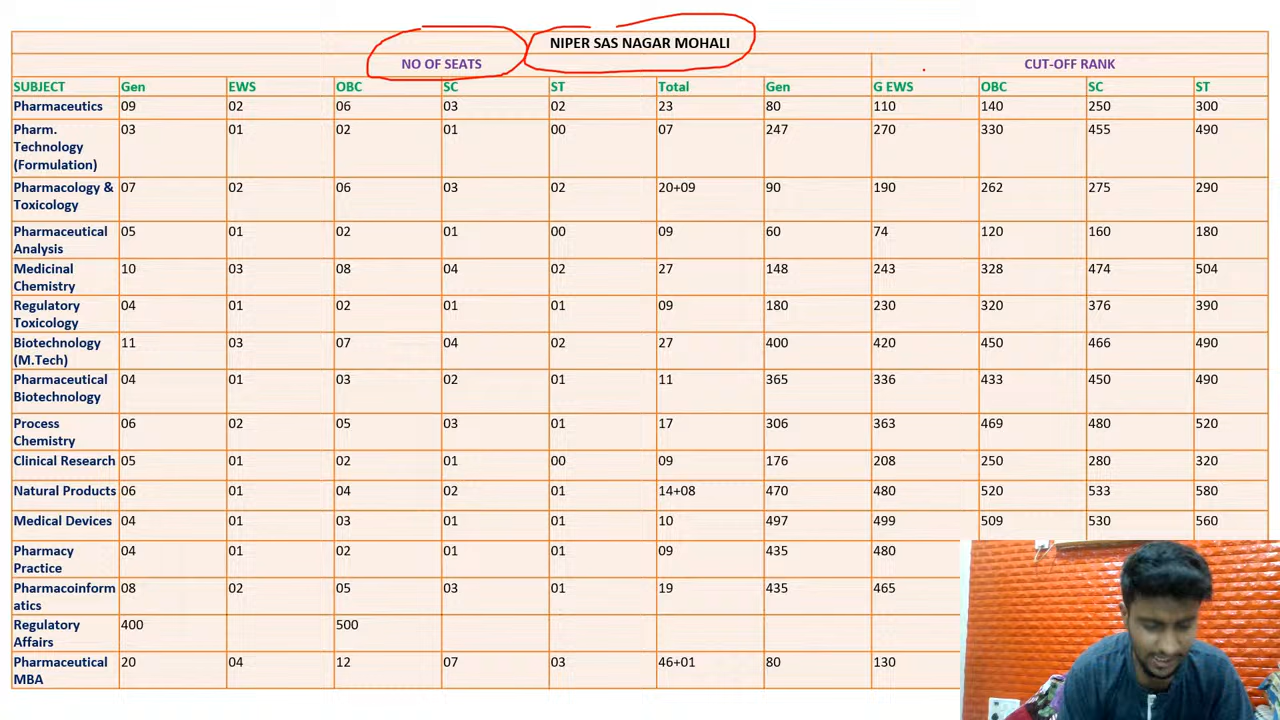 NIPER SAS NAGAR MOHALI
NO OF SEATS CUT-OFF RANK
SUBJECT Gen EWS OBC SC ST Total Gen G EWS OBC SC ST
Pharmaceutics 09 02 06 03 02 23 80 110 140 250 300
Pharm. 03 01 02 01 00 07 247 270 330 455 490
Technology
(Formulation)
Pharmacology & 07 02 06 03 02 20+09 90 190 262 275 290
Toxicology
Pharmaceutical 05 01 02 01 00 09 60 74 120 160 180
Analysis
Medicinal 10 03 08 04 02 27 148 243 328 474 504
Chemistry
Regulatory 04 01 02 01 01 09 180 230 320 376 390
Toxicology
Biotechnology 11 03 07 04 02 27 400 420 450 466 490
(M.Tech)
Pharmaceutical 04 01 03 02 01 11 365 336 433 450 490
Biotechnology
Process 06 02 05 03 01 17 306 363 469 480 520
Chemistry
Clinical Research 05 01 02 01 00 09 176 208 250 280 320
Natural Products 06 01 04 02 01 14+08 470 480 520 533 580
Medical Devices 04 01 03 01 01 10 497 499 509 530 560
Pharmacy 04 01 02 01 01 09 435 480
Practice
Pharmacoinform 08 02 05 03 01 19 435 465
atics
Regulatory 400 500
Affairs
Pharmaceutical 20 04 12 07 03 46+01 80 130
MBA